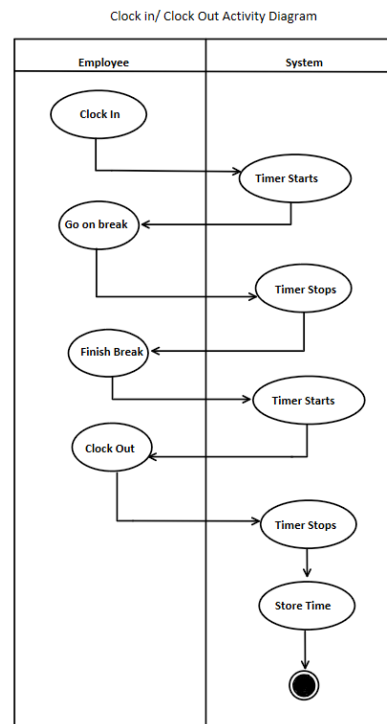 Clock in/ Clock Out Activity Diagram
Employee
System
Clock In
Timer Starts
Go on break
Timer Stops
Finish Break
Timer Starts
Clock Out
Timer Stops
Store Time